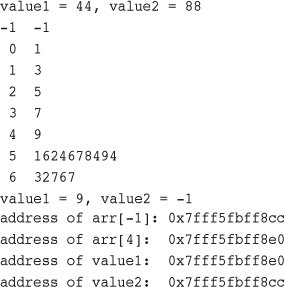 value1 = 44, value2 = 88
-1 -1
0 1
1 3
2 5
3 7
4 9
5 1624678494
6 32767
value1 = 9, value2 = -1
address of arr[-1]: 0x7fff5fbff8cc
address of arr[4]: 0x7fff5fbff8e0
address of value1: 0x7fff5fbff8e0
address of value2: 0x7fff5fbff8cc